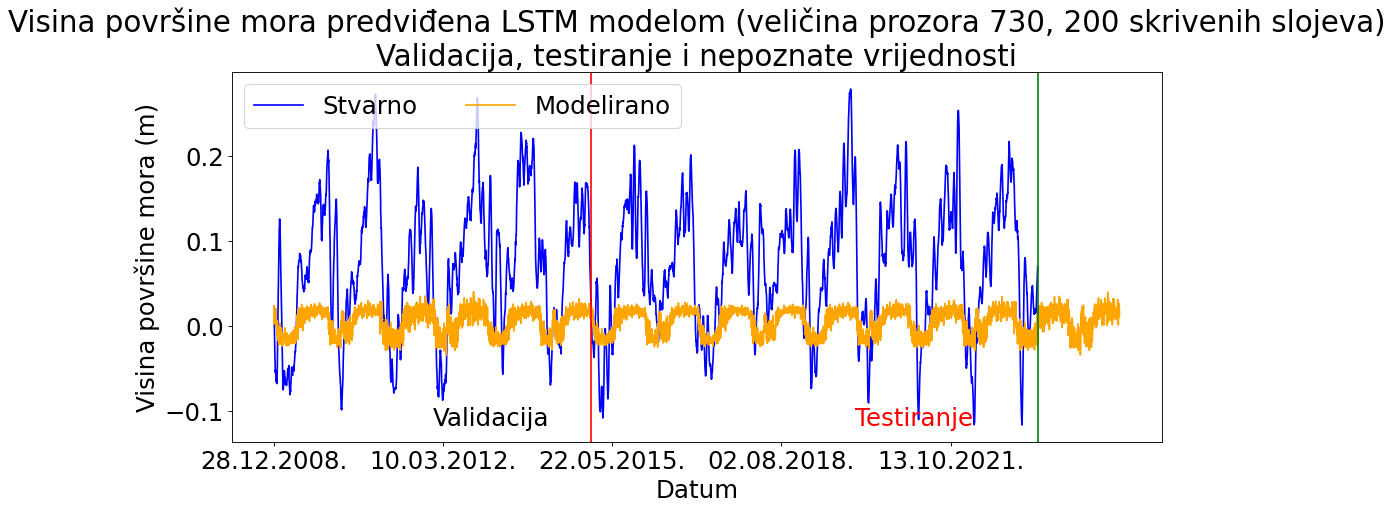 Visina površine mora predviđena LSTM modelom (veličina prozora 730, 200 skrivenih slojeva)
Validacija, testiranje i nepoznate vrijednosti
Stvarno Modelirano
Visina površine mora (m)
0.2
0.1
0.0
−0.1
Validacija Testiranje
28.12.2008. 10.03.2012. 22.05.2015. 02.08.2018. 13.10.2021.
Datum